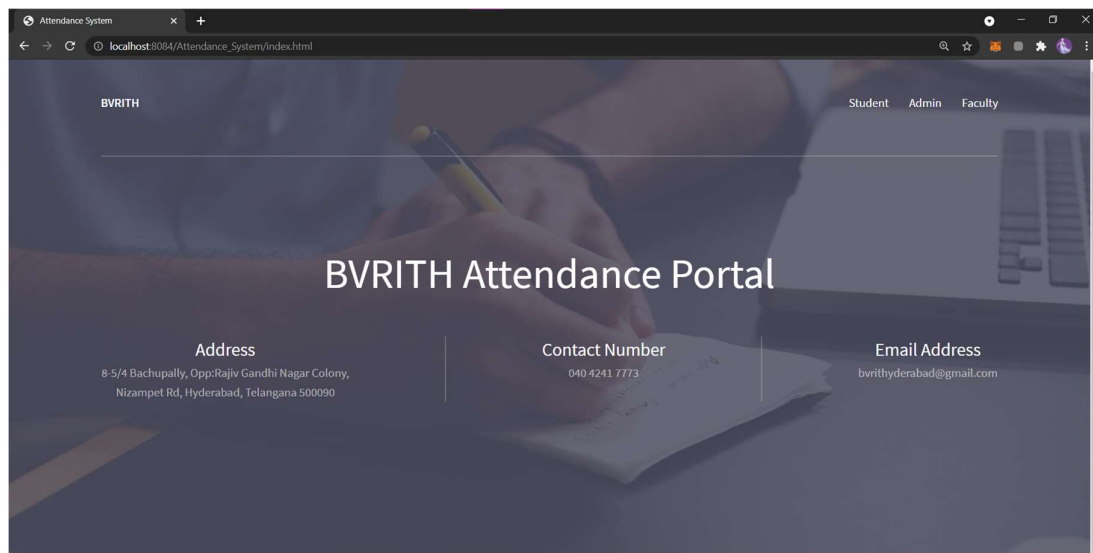 Attendance System
localhost:8084/Attendance_System/index.html
BVRITH
Student Admin Faculty
BVRITH Attendance Portal
Address
8-5/4 Bachupally, Opp:Rajiv Gandhi Nagar Colony,
Nizampet Rd, Hyderabad, Telangana 500090
Contact Number
040 4241 7773
Email Address
bvrithyderabad@gmail.com